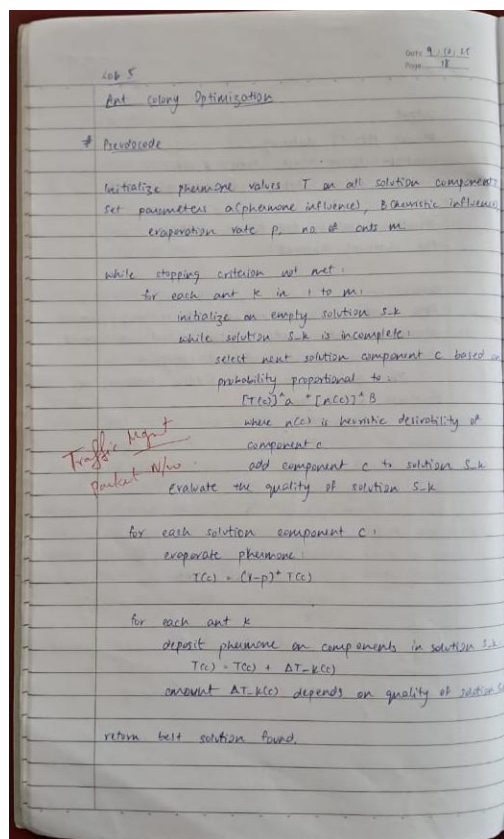 Date 9/10/25
Page 18
Lab 5
Ant Colony Optimization
# Pseudocode
Initialize phermone values T on all solution components
Set parameters a(phermone influence), B(heuristic influence)
evaporation rate p, no of ants m.
while stopping criterion not met:
for each ant k in 1 to m:
initialize an empty solution S_k
while solution S_k is incomplete:
select next solution component c based on
probability proportional to:
[T(c)]^a * [n(c)]^B
where n(c) is heuristic desirability of
component c
add component c to solution S_k
Traffic Mgmt
packet N/w
evaluate the quality of solution S_k
for each solution component c:
evaporate phermone:
T(c) = (1-p)* T(c)
for each ant k
deposit phermone on components in solution S_k
T(c) = T(c) + ΔT_k(c)
amount ΔT_k(c) depends on quality of solution
return best solution found.